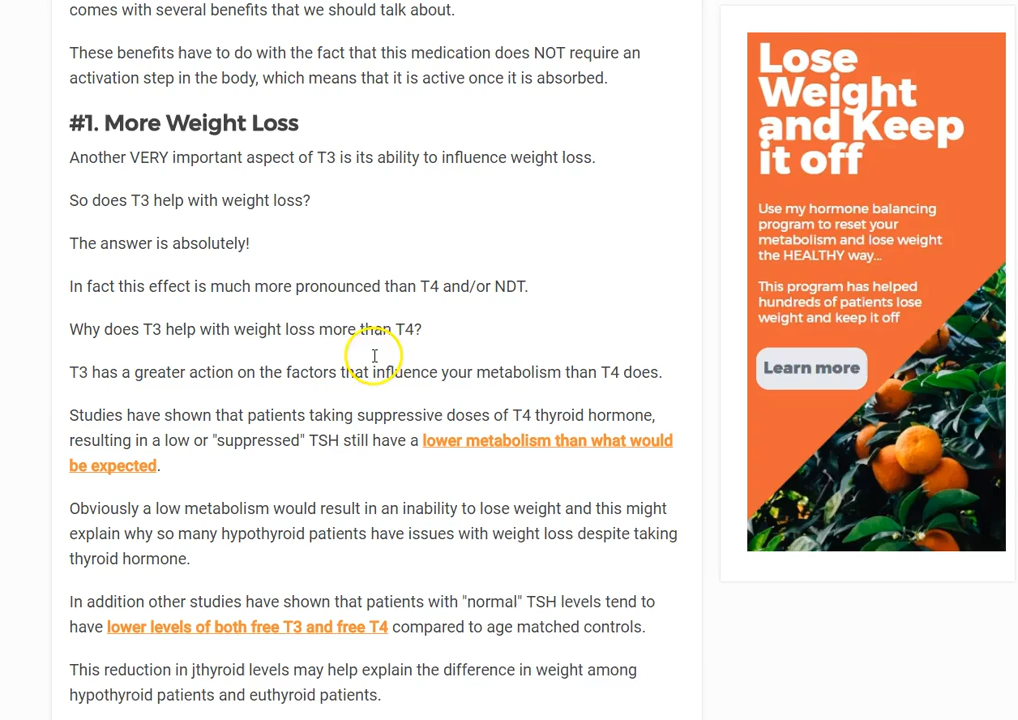 comes with several benefits that we should talk about.
These benefits have to do with the fact that this medication does NOT require an
activation step in the body, which means that it is active once it is absorbed.
#1. More Weight Loss
Another VERY important aspect of T3 is its ability to influence weight loss.
So does T3 help with weight loss?
The answer is absolutely!
In fact this effect is much more pronounced than T4 and/or NDT.
Why does T3 help with weight loss more than T4?
T3 has a greater action on the factors that influence your metabolism than T4 does.
Studies have shown that patients taking suppressive doses of T4 thyroid hormone,
resulting in a low or "suppressed" TSH still have a lower metabolism than what would
be expected.
Obviously a low metabolism would result in an inability to lose weight and this might
explain why so many hypothyroid patients have issues with weight loss despite taking
thyroid hormone.
In addition other studies have shown that patients with "normal" TSH levels tend to
have lower levels of both free T3 and free T4 compared to age matched controls.
This reduction in jthyroid levels may help explain the difference in weight among
hypothyroid patients and euthyroid patients.
Lose
Weight
and Keep
it off
Use my hormone balancing
program to reset your
metabolism and lose weight
the HEALTHY way...
This program has helped
hundreds of patients lose
weight and keep it off
Learn more